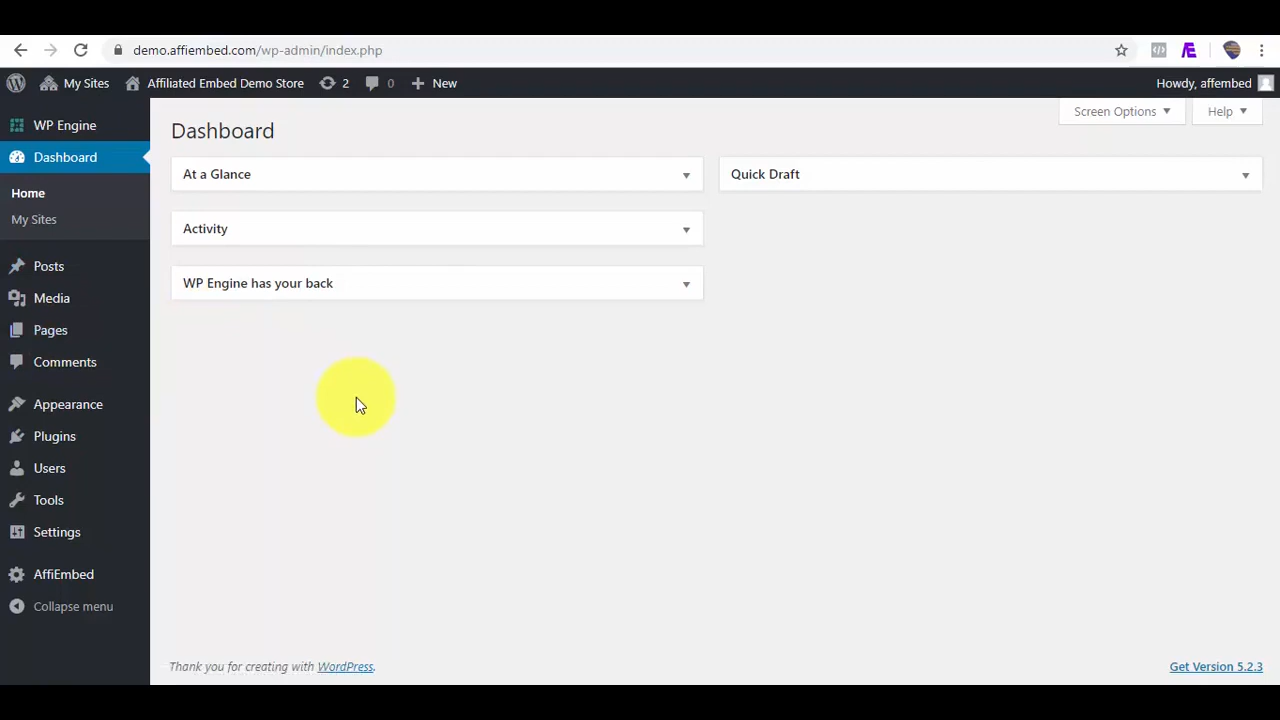 demo.affiembed.com/wp-admin/index.php
My Sites
Affiliated Embed Demo Store
2
0
New
Howdy, affembed
WP Engine
Dashboard
Home
My Sites
Posts
Media
Pages
Comments
Appearance
Plugins
Users
Tools
Settings
AffiEmbed
Collapse menu
Screen Options
Help
Dashboard
At a Glance
Quick Draft
Activity
WP Engine has your back
Thank you for creating with WordPress.
Get Version 5.2.3